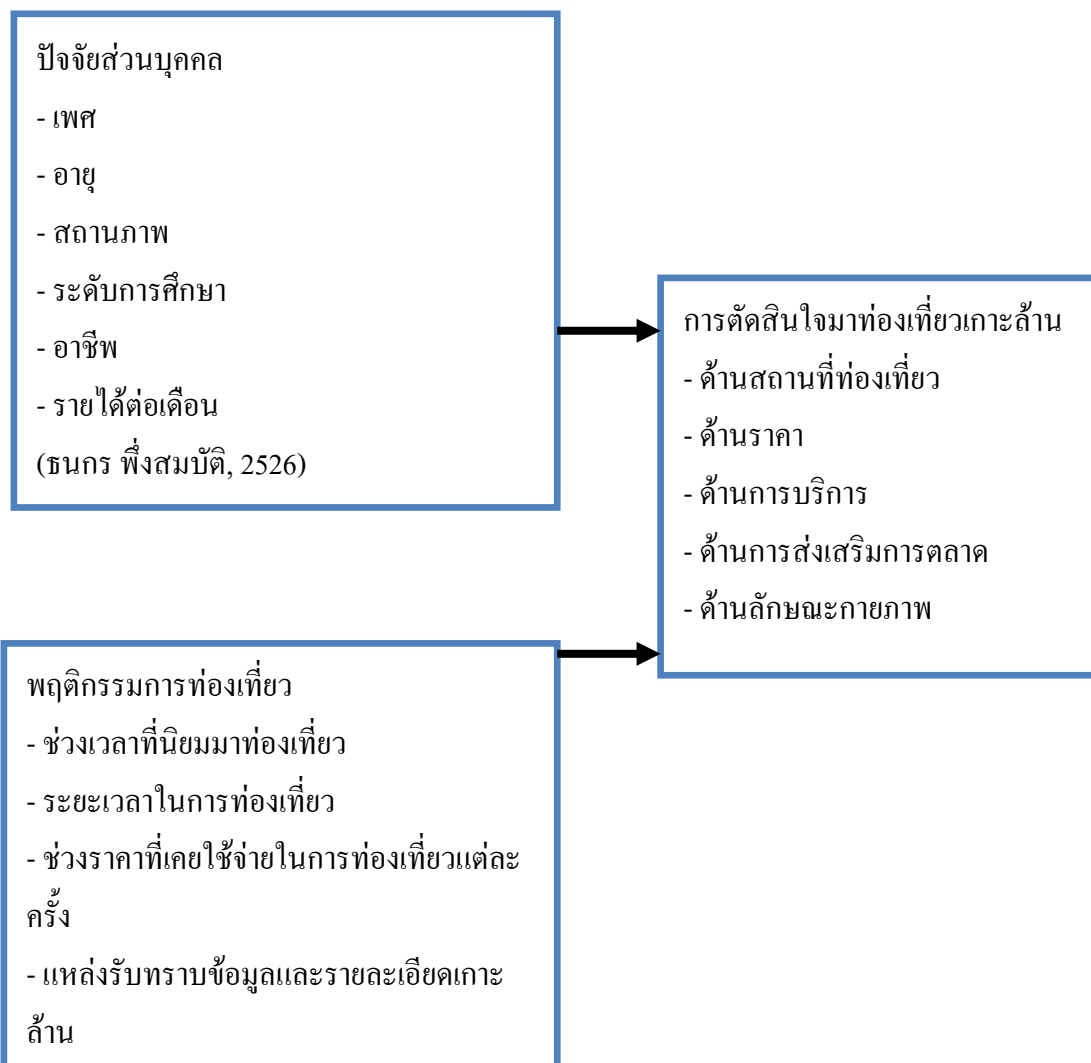 ปัจจัยส่วนบุคคล
- เพศ
- อายุ
- สถานภาพ
- ระดับการศึกษา
- อาชีพ
- รายได้ต่อเดือน
(ธนกร พึ่งสมบัติ, 2526)
การตัดสินใจมาท่องเที่ยวเกาะล้าน
- ด้านสถานที่ท่องเที่ยว
- ด้านราคา
- ด้านการบริการ
- ด้านการส่งเสริมการตลาด
- ด้านลักษณะกายภาพ
พฤติกรรมการท่องเที่ยว
- ช่วงเวลาที่นิยมมาท่องเที่ยว
- ระยะเวลาในการท่องเที่ยว
- ช่วงราคาที่เคยใช้จ่ายในการท่องเที่ยวแต่ละ
ครั้ง
- แหล่งรับทราบข้อมูลและรายละเอียดเกาะ
ล้าน